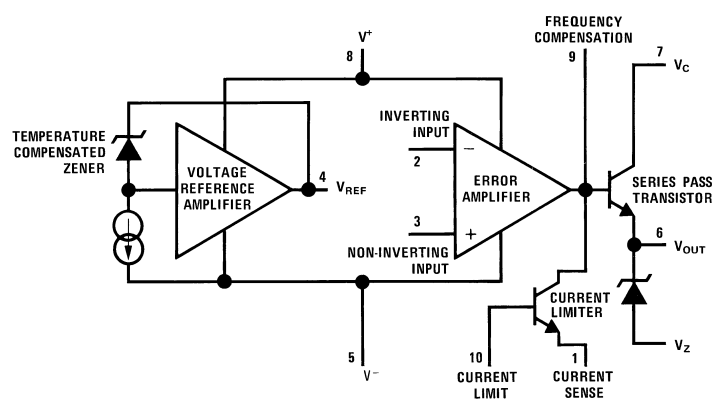 FREQUENCY
COMPENSATION
V+
8
9
7
VC
INVERTING
INPUT
2
−
TEMPERATURE
COMPENSATED
ZENER
VOLTAGE
REFERENCE
AMPLIFIER
4
VREF
ERROR
AMPLIFIER
SERIES PASS
TRANSISTOR
3
+
NON-INVERTING
INPUT
6
VOUT
CURRENT
LIMITER
5
V−
10
CURRENT
LIMIT
1
CURRENT
SENSE
VZ